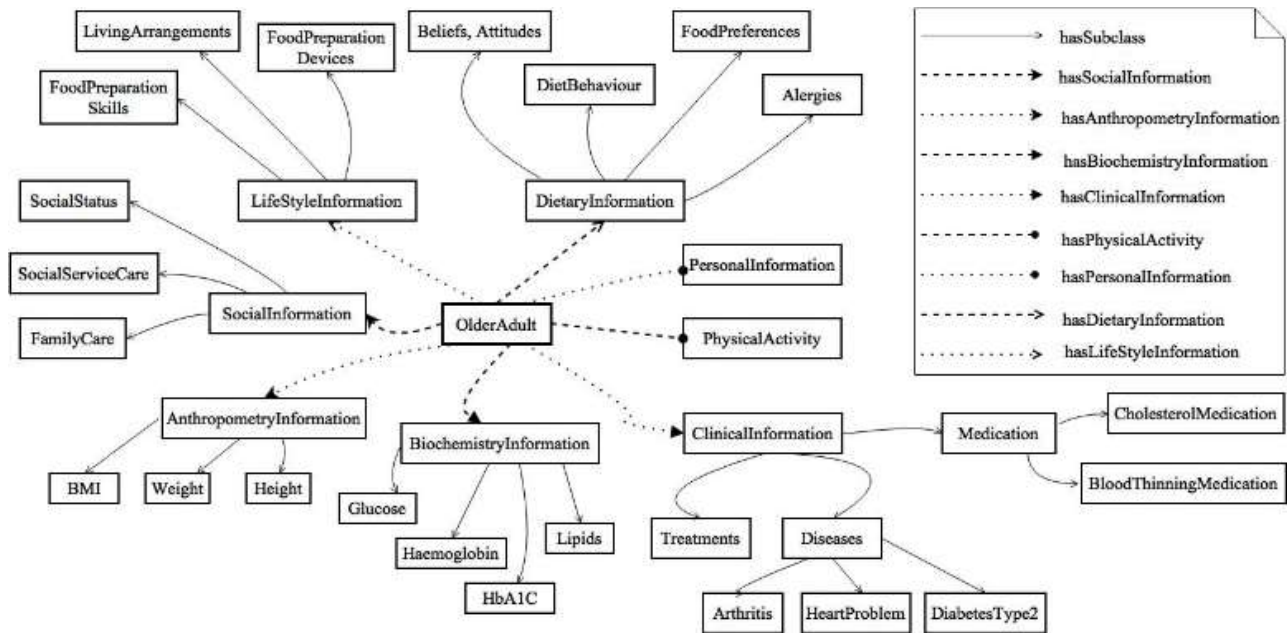 LivingArrangements
FoodPreparation
Devices
Beliefs, Attitudes
FoodPreferences
FoodPreparation
Skills
DietBehaviour
Alergies
SocialStatus
LifeStyleInformation
DietaryInformation
SocialServiceCare
PersonalInformation
SocialInformation
OlderAdult
FamilyCare
PhysicalActivity
AnthropometryInformation
BiochemistryInformation
ClinicalInformation
Medication
CholesterolMedication
BMI
Weight
Height
Glucose
BloodThinningMedication
Haemoglobin
Lipids
Treatments
Diseases
HbA1C
Arthritis
HeartProblem
DiabetesType2
hasSubclass
hasSocialInformation
hasAnthropometryInformation
hasBiochemistryInformation
hasClinicalInformation
hasPhysicalActivity
hasPersonalInformation
hasDietaryInformation
hasLifeStyleInformation